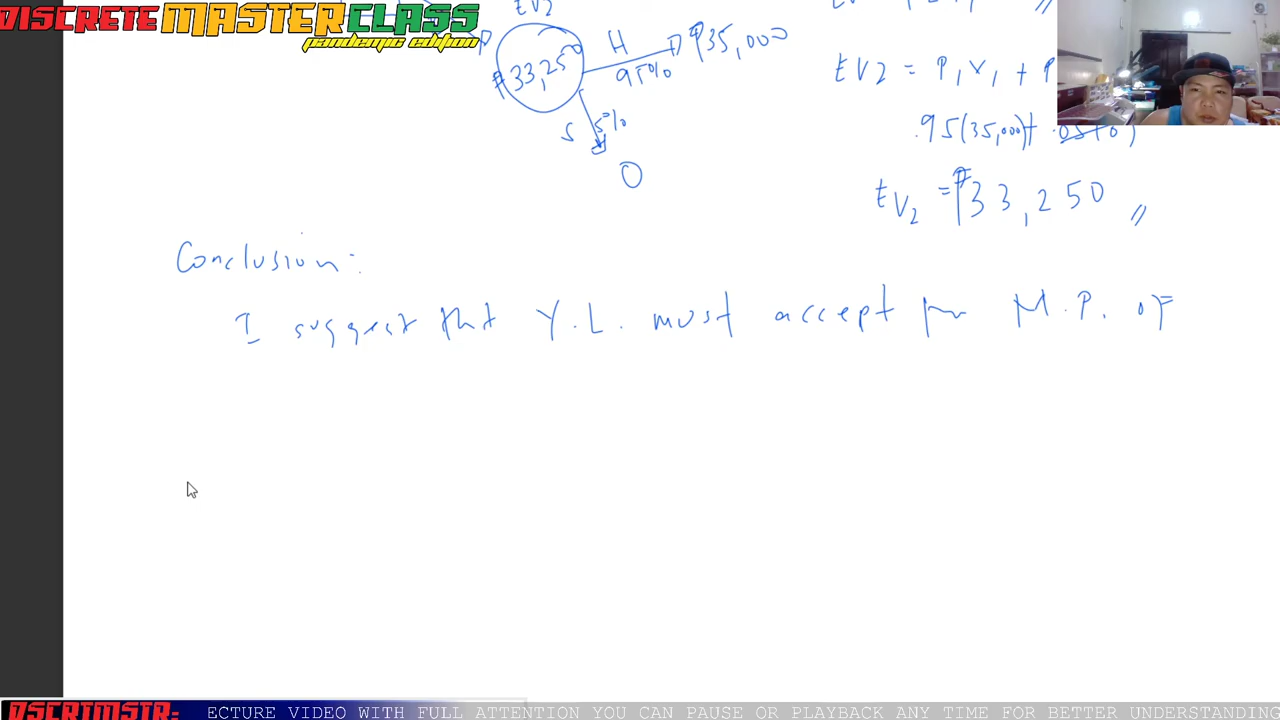 DISCRETE MASTERCLASS
pandemic edition
EV2
₱33,250
H
95%
₱35,000
S
5%
0
EV2 = P1V1 + P
.95(35,000)+ .05(0)
EV2 = ₱33,250 //
Conclusion:
I suggest that Y.L. must accept for M.P. of
DSCRTMSTR:
ECTURE VIDEO WITH FULL ATTENTION YOU CAN PAUSE OR PLAYBACK ANY TIME FOR BETTER UNDERSTANDING